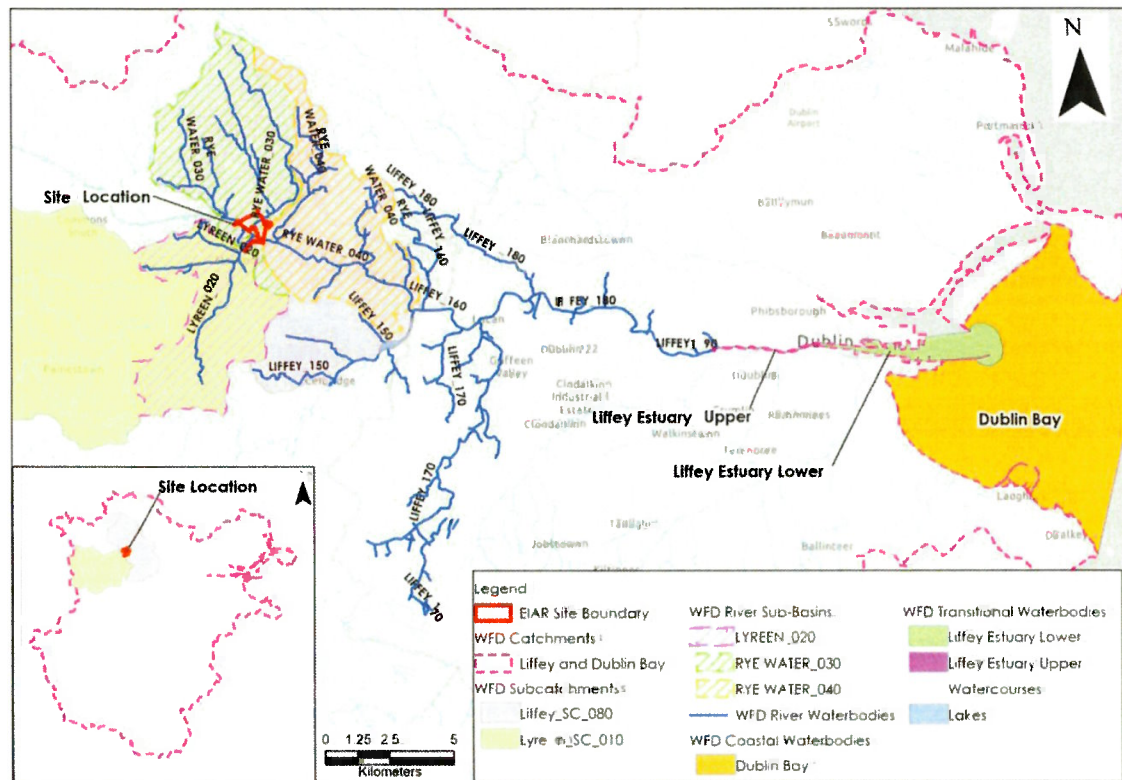 N
Swords
Malahide
Dublin
Airport
Portmarnock
RYE
WATER_030
RYE WATER_030
RYE
WATER_040
Site Location
LYREEN_020
RYE WATER_040
LIFFEY_180
LIFFEY_160
LIFFEY_180
Ballymun
Beaumont
Blanchardstown
LYREEN_020
LIFFEY_160
LIFFEY_150
LIFFEY_180
Phibsborough
Lucan
LIFFEY_150
LIFFEY_170
Dublin 22
LIFFEY_190
Dublin
Clondalkin
Industrial
Estate
Clondalkin
Liffey Estuary Upper
Walkinstown
Terenure
Dublin Bay
Liffey Estuary Lower
LIFFEY_170
Tallaght
Jobstown
Ballinteer
Dalkey
Site Location
Legend
EIAR Site Boundary
WFD Catchments
Liffey and Dublin Bay
WFD Subcatchments
Liffey_SC_080
WFD River Sub-Basins
LYREEN_020
RYE WATER_030
RYE WATER_040
WFD River Waterbodies
WFD Coastal Waterbodies
Dublin Bay
WFD Transitional Waterbodies
Liffey Estuary Lower
Liffey Estuary Upper
Watercourses
Lakes
0 1.25 2.5 5
Kilometers